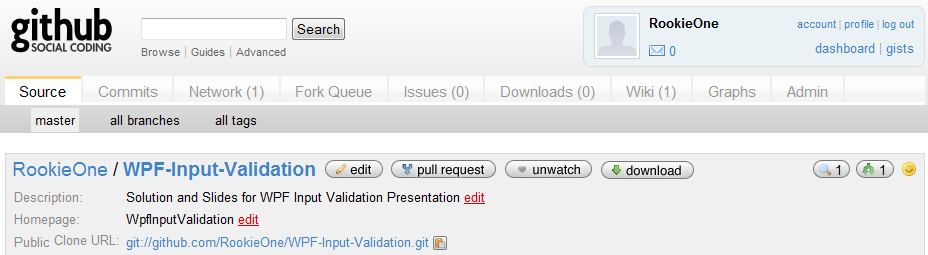 github
SOCIAL CODING
Search
Browse | Guides | Advanced
RookieOne
account | profile | log out
0
dashboard | gists
Source Commits Network (1) Fork Queue Issues (0) Downloads (0) Wiki (1) Graphs Admin
master all branches all tags
RookieOne / WPF-Input-Validation edit pull request unwatch download 1 1
Description: Solution and Slides for WPF Input Validation Presentation edit
Homepage: WpfInputValidation edit
Public Clone URL: git://github.com/RookieOne/WPF-Input-Validation.git